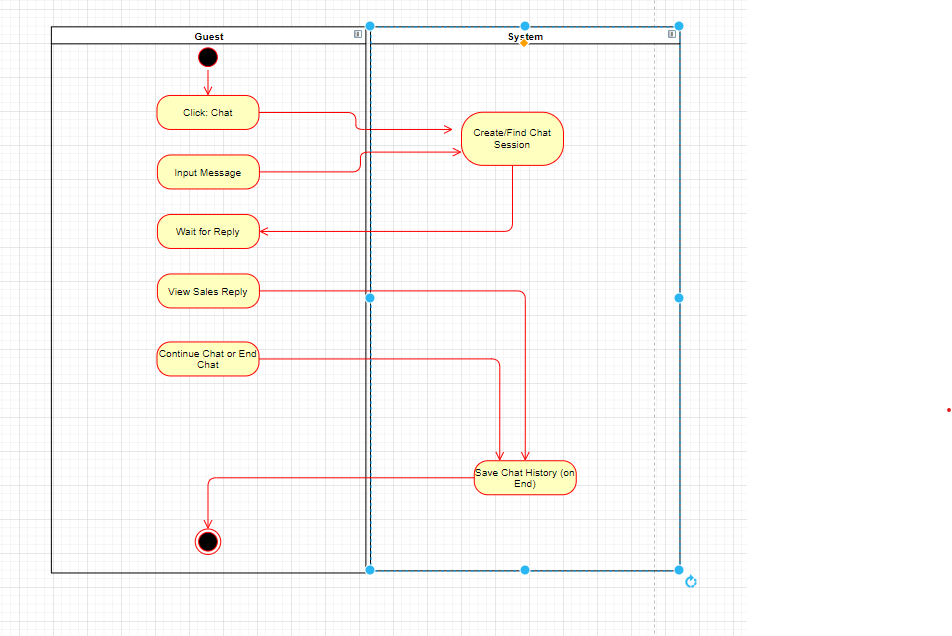 Guest
System
Click: Chat
Create/Find Chat
Session
Input Message
Wait for Reply
View Sales Reply
Continue Chat or End
Chat
Save Chat History (on
End)